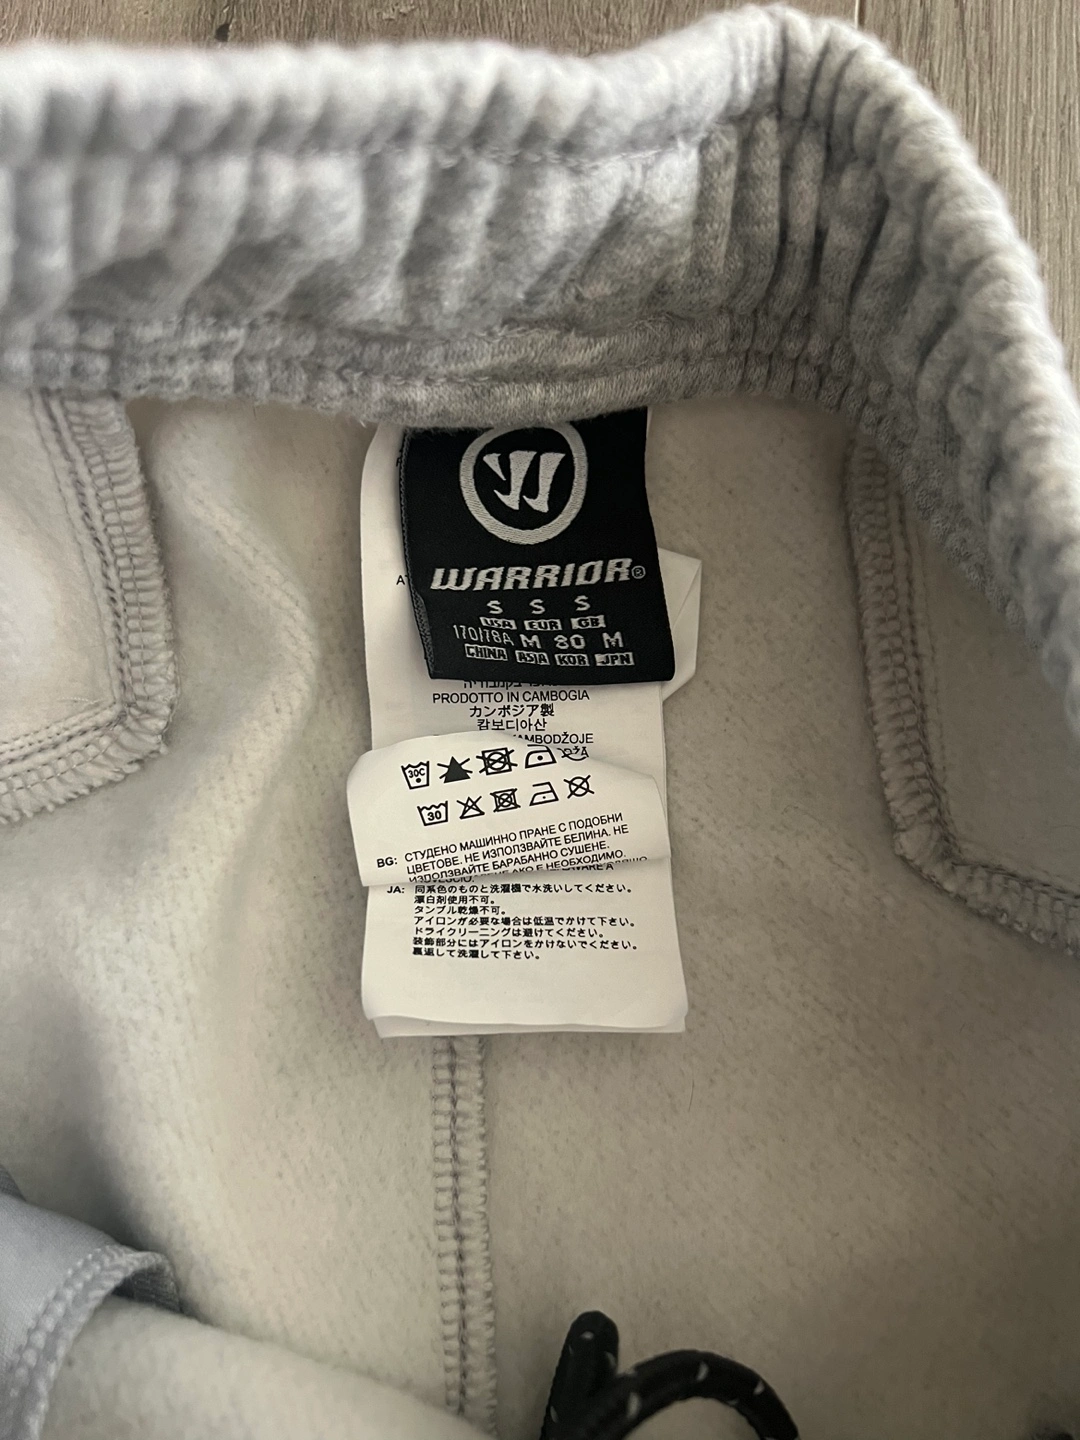 WARRIOR®
S S S
USA EUR GB
170/78A M 80 M
CHINA ASIA KOR JPN
PRODOTTO IN CAMBOGIA
カンボジア製
캄보디아산
30C
30
BG: СТУДЕНО МАШИННО ПРАНЕ С ПОДОБНИ
ЦВЕТОВЕ. НЕ ИЗПОЛЗВАЙТЕ БЕЛИНА. НЕ
ИЗПОЛЗВАЙТЕ БАРАБАННО СУШЕНЕ.
JA: 同系色のものと洗濯機で水洗いしてください。
漂白剤使用不可。
タンブル乾燥不可。
アイロンが必要な場合は低温でかけて下さい。
ドライクリーニングは避けてください。
装飾部分にはアイロンをかけないでください。
裏返して洗濯して下さい。